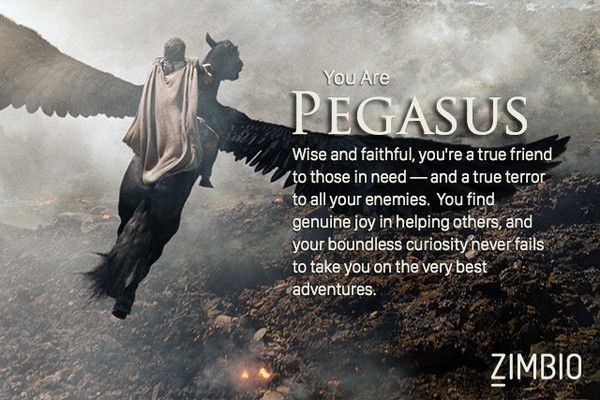 You Are
PEGASUS
Wise and faithful, you're a true friend
to those in need — and a true terror
to all your enemies.  You find
genuine joy in helping others, and
your boundless curiosity never fails
to take you on the very best
adventures.
ZIMBIO